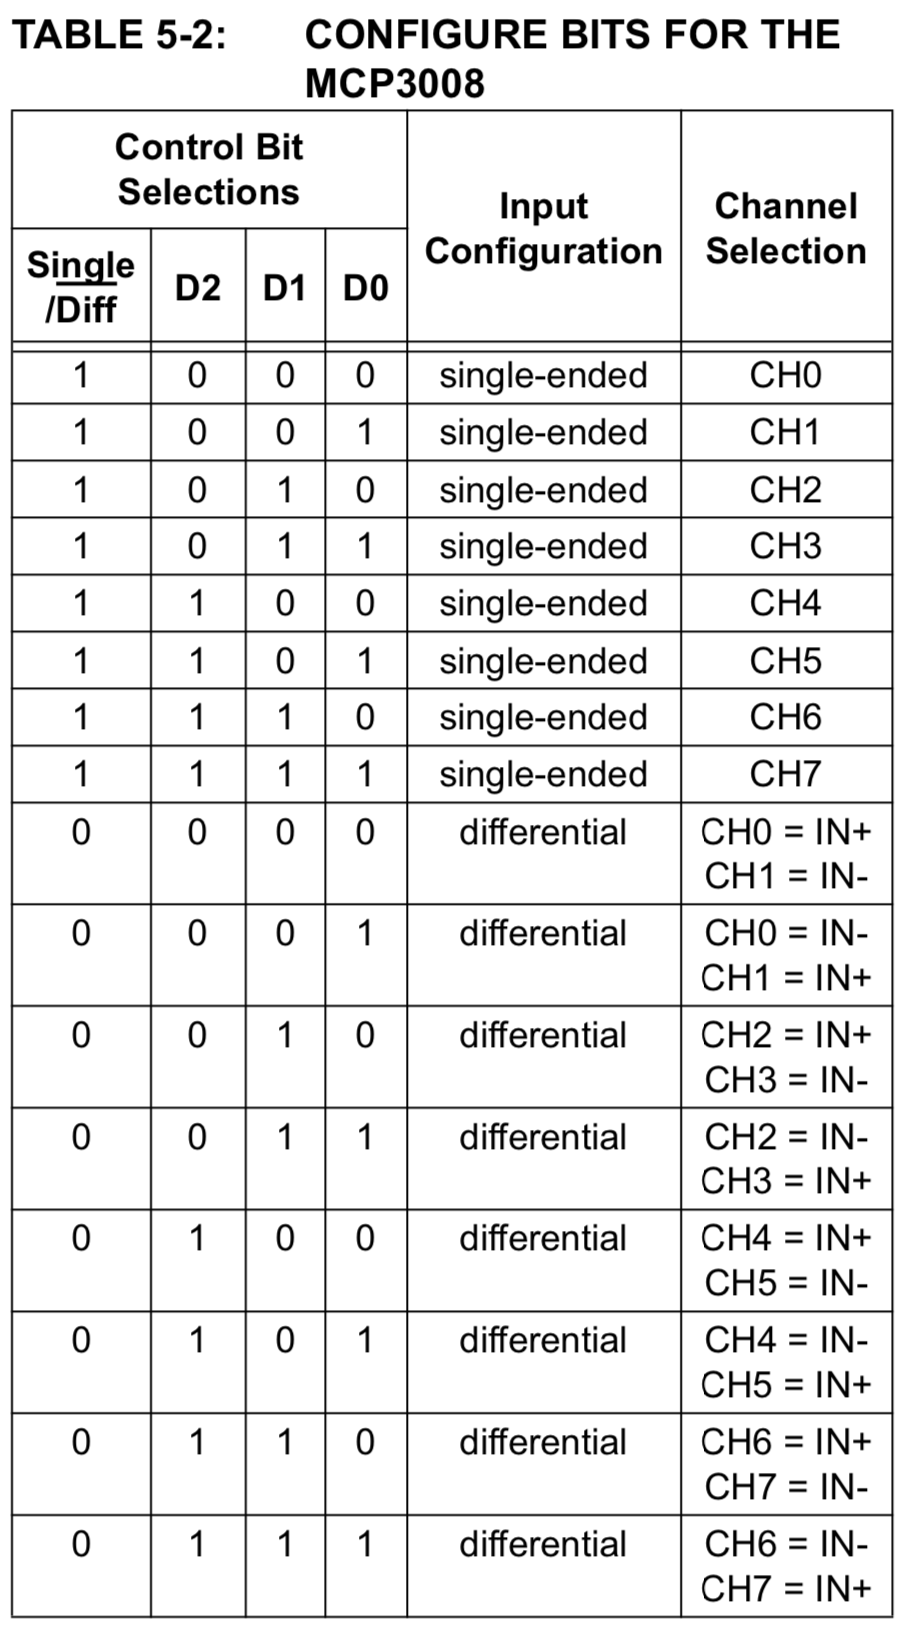 TABLE 5-2: CONFIGURE BITS FOR THE
MCP3008
Control Bit
Selections
Input
Configuration
Channel
Selection
Single
/Diff
D2
D1
D0
1 0 0 0 single-ended CH0
1 0 0 1 single-ended CH1
1 0 1 0 single-ended CH2
1 0 1 1 single-ended CH3
1 1 0 0 single-ended CH4
1 1 0 1 single-ended CH5
1 1 1 0 single-ended CH6
1 1 1 1 single-ended CH7
0 0 0 0 differential CH0 = IN+
CH1 = IN-
0 0 0 1 differential CH0 = IN-
CH1 = IN+
0 0 1 0 differential CH2 = IN+
CH3 = IN-
0 0 1 1 differential CH2 = IN-
CH3 = IN+
0 1 0 0 differential CH4 = IN+
CH5 = IN-
0 1 0 1 differential CH4 = IN-
CH5 = IN+
0 1 1 0 differential CH6 = IN+
CH7 = IN-
0 1 1 1 differential CH6 = IN-
CH7 = IN+